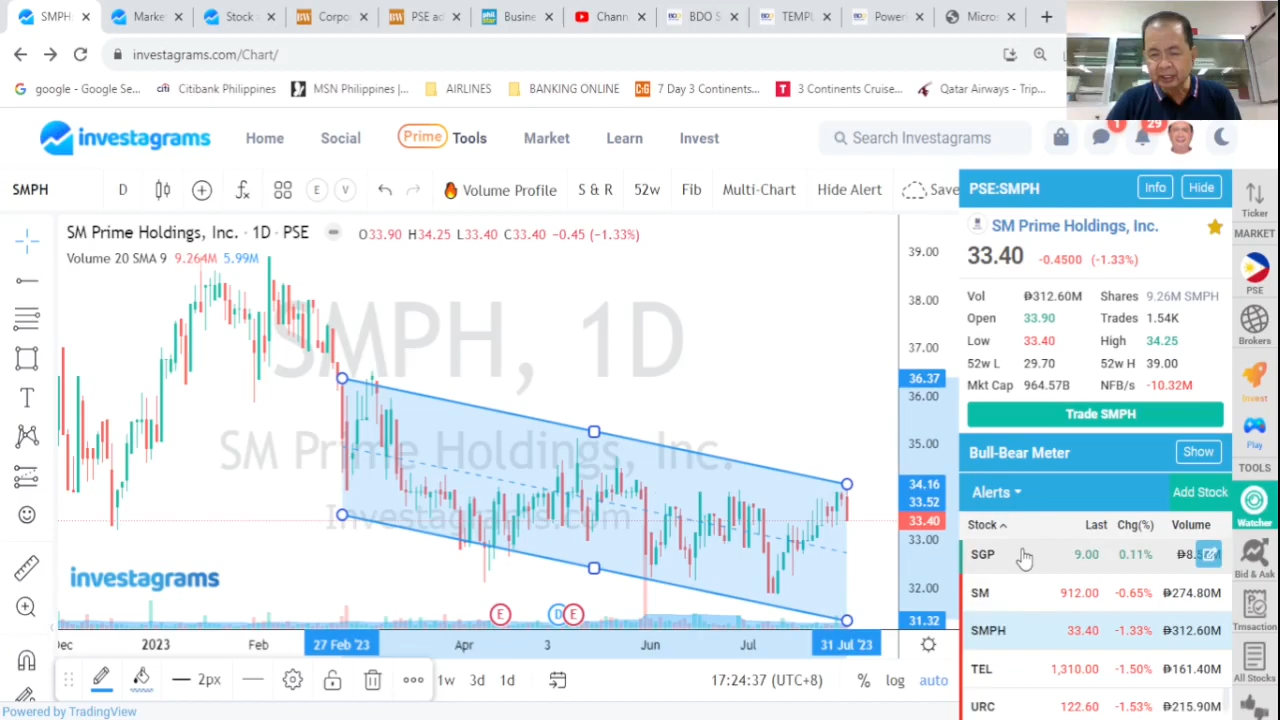 SMPH
Marke
Stock
Corpo
PSE ad
Busine
Chann
BDO S
TEMPL
Power
Micros
investagrams.com/Chart/
google - Google Se...
Citibank Philippines
MSN Philippines |...
AIRLINES
BANKING ONLINE
7 Day 3 Continents...
3 Continents Cruise...
Qatar Airways - Trip...
investagrams
Home
Social
Prime
Tools
Market
Learn
Invest
Search Investagrams
1
29
SMPH
D
E
V
Volume Profile
S & R
52w
Fib
Multi-Chart
Hide Alert
Save
SM Prime Holdings, Inc. · 1D · PSE
O33.90 H34.25 L33.40 C33.40 -0.45 (-1.33%)
Volume 20 SMA 9 9.264M 5.99M
SMPH, 1D
SM Prime Holdings, Inc.
Investagrams.com
investagrams
39.00
38.00
37.00
36.37
36.00
35.00
34.16
33.52
33.40
33.00
32.00
31.32
E
D
E
Dec
2023
Feb
27 Feb '23
Apr
3
Jun
Jul
31 Jul '23
2px
1w
3d
1d
17:24:37 (UTC+8)
%
log
auto
Powered by TradingView
PSE:SMPH
Info
Hide
SM Prime Holdings, Inc.
33.40 -0.4500 (-1.33%)
Vol ₱312.60M Shares 9.26M SMPH
Open 33.90 Trades 1.54K
Low 33.40 High 34.25
52w L 29.70 52w H 39.00
Mkt Cap 964.57B NFB/s -10.32M
Trade SMPH
Bull-Bear Meter
Show
Alerts
Add Stock
Stock Last Chg(%) Volume
SGP 9.00 0.11%
SM 912.00 -0.65% ₱274.80M
SMPH 33.40 -1.33% ₱312.60M
TEL 1,310.00 -1.50% ₱161.40M
URC 122.60 -1.53% ₱215.90M
Ticker
MARKET
PSE
Brokers
Invest
Play
TOOLS
Watcher
Bid & Ask
Trnsaction
All Stocks